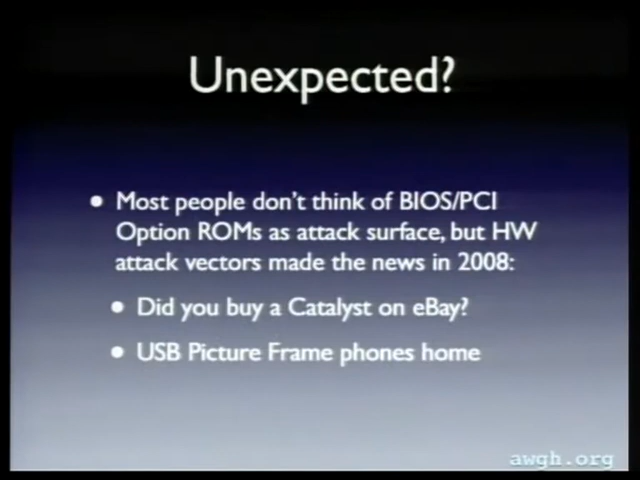 Unexpected?
• Most people don't think of BIOS/PCI
Option ROMs as attack surface, but HW
attack vectors made the news in 2008:
• Did you buy a Catalyst on eBay?
• USB Picture Frame phones home
awgh.org